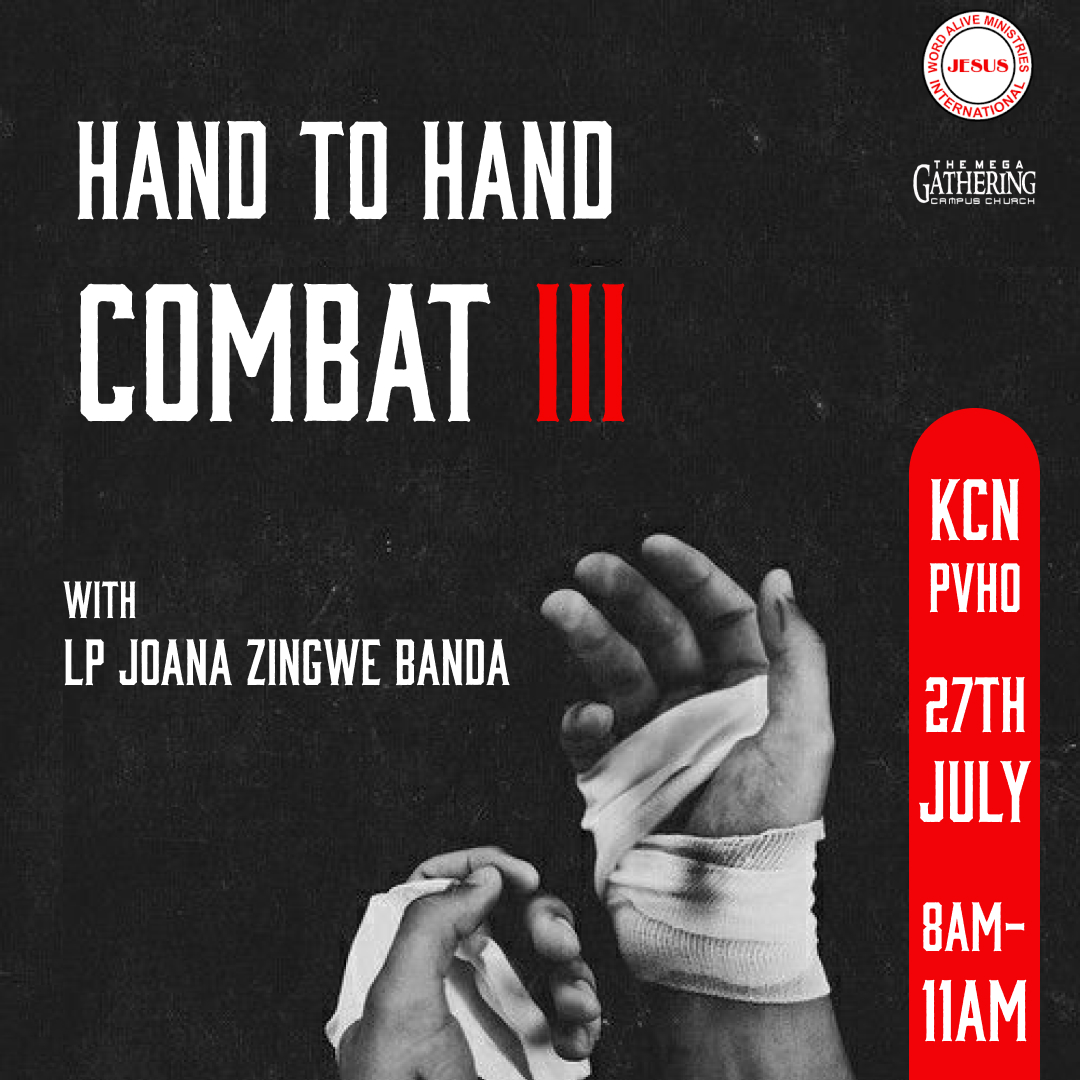 WORD ALIVE MINISTRIES
JESUS
INTERNATIONAL
THE MEGA
GATHERING
CAMPUS CHURCH
HAND TO HAND
COMBAT III
WITH
LP JOANA ZINGWE BANDA
KCN
PVHO
27TH
JULY
8AM-
11AM